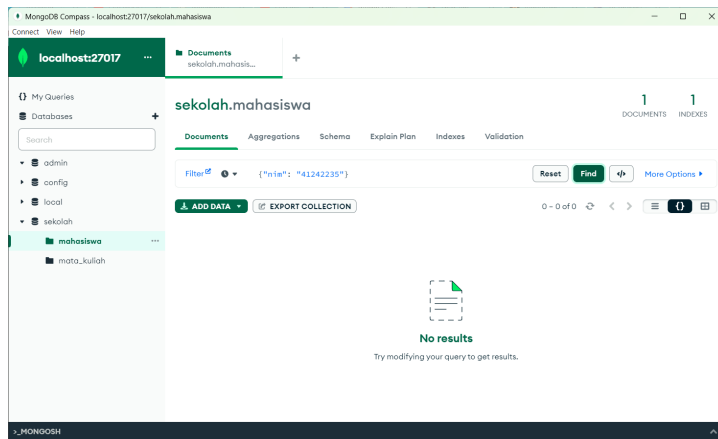 MongoDB Compass - localhost:27017/sekolah.mahasiswa
Connect View Help
localhost:27017 ...
Documents
sekolah.mahasis...
+
{} My Queries
Databases +
Search
admin
config
local
sekolah
mahasiswa ...
mata_kuliah
sekolah.mahasiswa
1 DOCUMENTS
1 INDEXES
Documents Aggregations Schema Explain Plan Indexes Validation
Filter {"nim": "41242235"} Reset Find </> More Options
ADD DATA EXPORT COLLECTION 0 – 0 of 0 < > {}
No results
Try modifying your query to get results.
>_MONGOSH